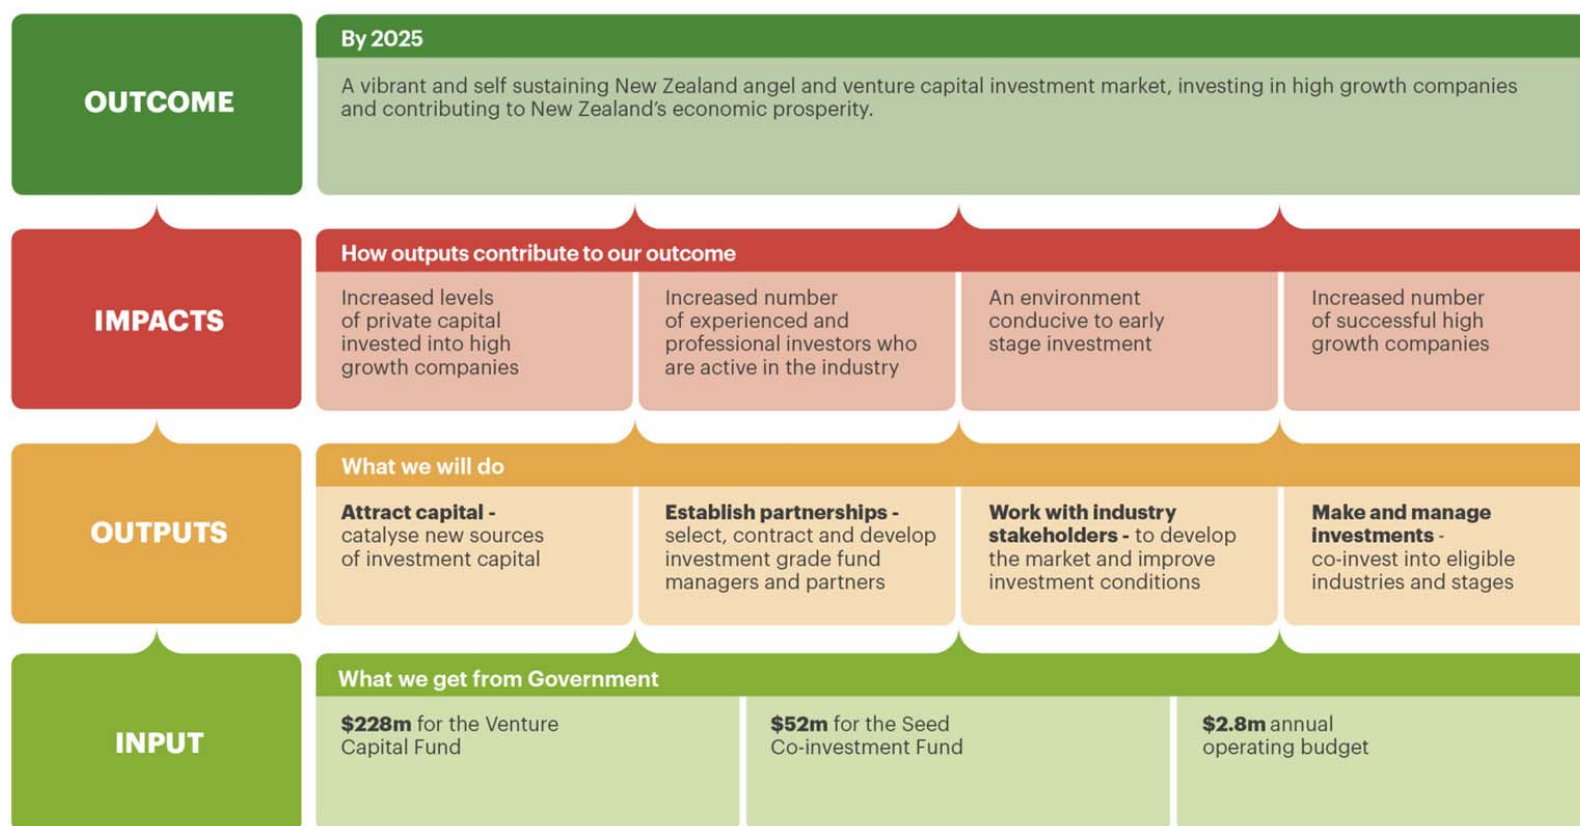 OUTCOME
By 2025
A vibrant and self sustaining New Zealand angel and venture capital investment market, investing in high growth companies
and contributing to New Zealand's economic prosperity.
IMPACTS
How outputs contribute to our outcome
Increased levels
of private capital
invested into high
growth companies
Increased number
of experienced and
professional investors who
are active in the industry
An environment
conducive to early
stage investment
Increased number
of successful high
growth companies
OUTPUTS
What we will do
Attract capital -
catalyse new sources
of investment capital
Establish partnerships -
select, contract and develop
investment grade fund
managers and partners
Work with industry
stakeholders - to develop
the market and improve
investment conditions
Make and manage
investments -
co-invest into eligible
industries and stages
INPUT
What we get from Government
$228m for the Venture
Capital Fund
$52m for the Seed
Co-investment Fund
$2.8m annual
operating budget